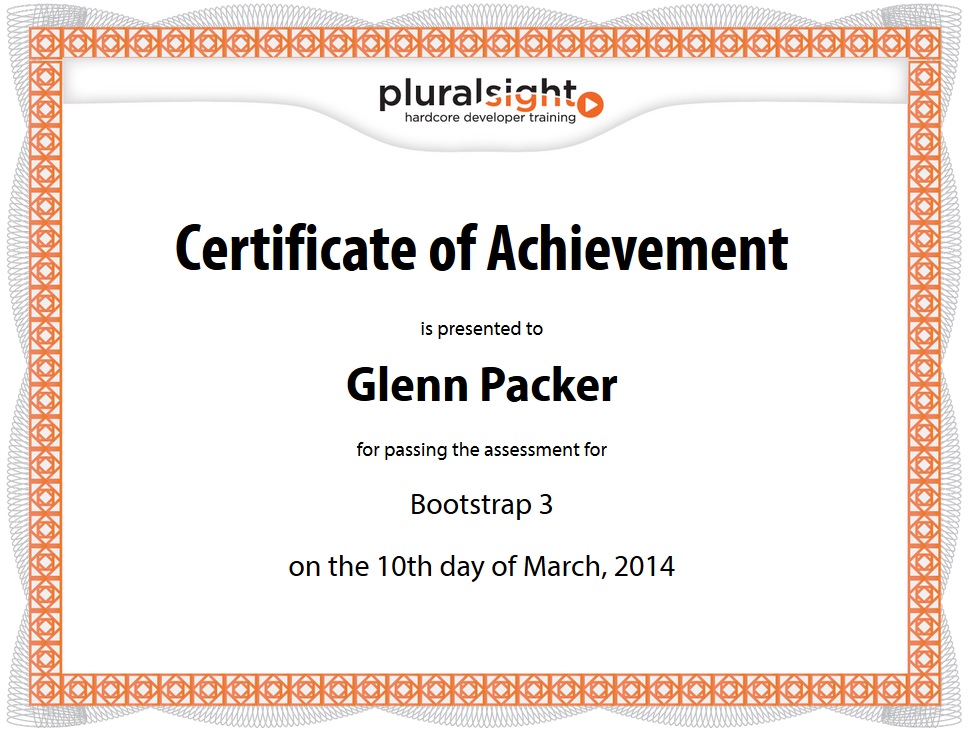 pluralsight
hardcore developer training
Certificate of Achievement
is presented to
Glenn Packer
for passing the assessment for
Bootstrap 3
on the 10th day of March, 2014